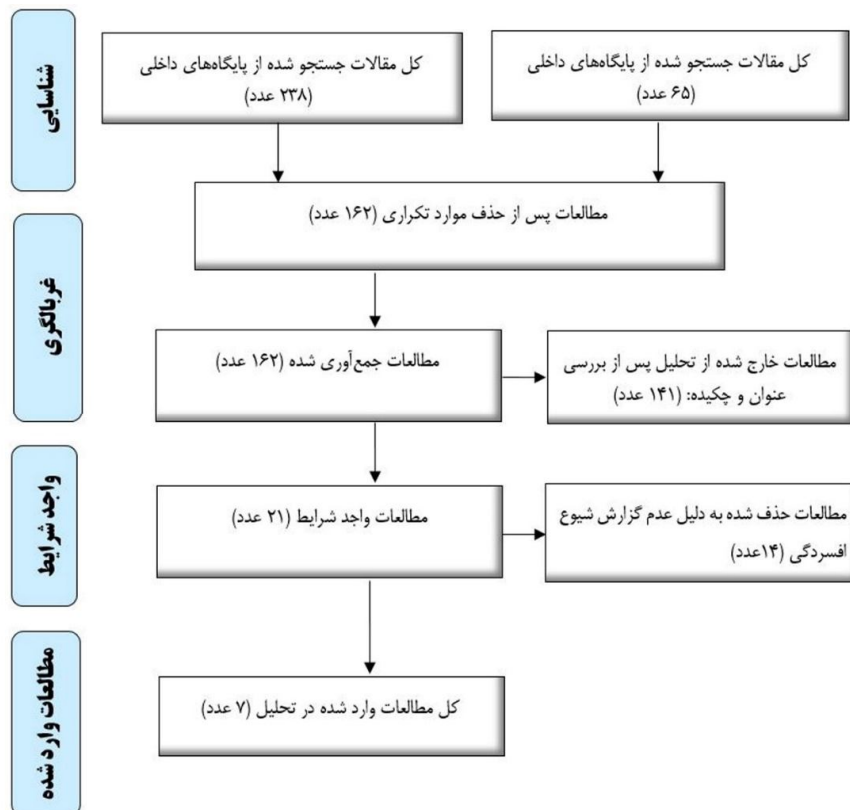 شناسایی
کل مقالات جستجو شده از پایگاه‌های داخلی
(۶۵ عدد)
کل مقالات جستجو شده از پایگاه‌های داخلی
(۲۳۸ عدد)
مطالعات پس از حذف موارد تکراری (۱۶۲ عدد)
غربالگری
مطالعات جمع‌آوری شده (۱۶۲ عدد)
مطالعات خارج شده از تحلیل پس از بررسی
عنوان و چکیده: (۱۴۱ عدد)
واجد شرایط
مطالعات واجد شرایط (۲۱ عدد)
مطالعات حذف شده به دلیل عدم گزارش شیوع
افسردگی (۱۴عدد)
مطالعات وارد شده
کل مطالعات وارد شده در تحلیل (۷ عدد)